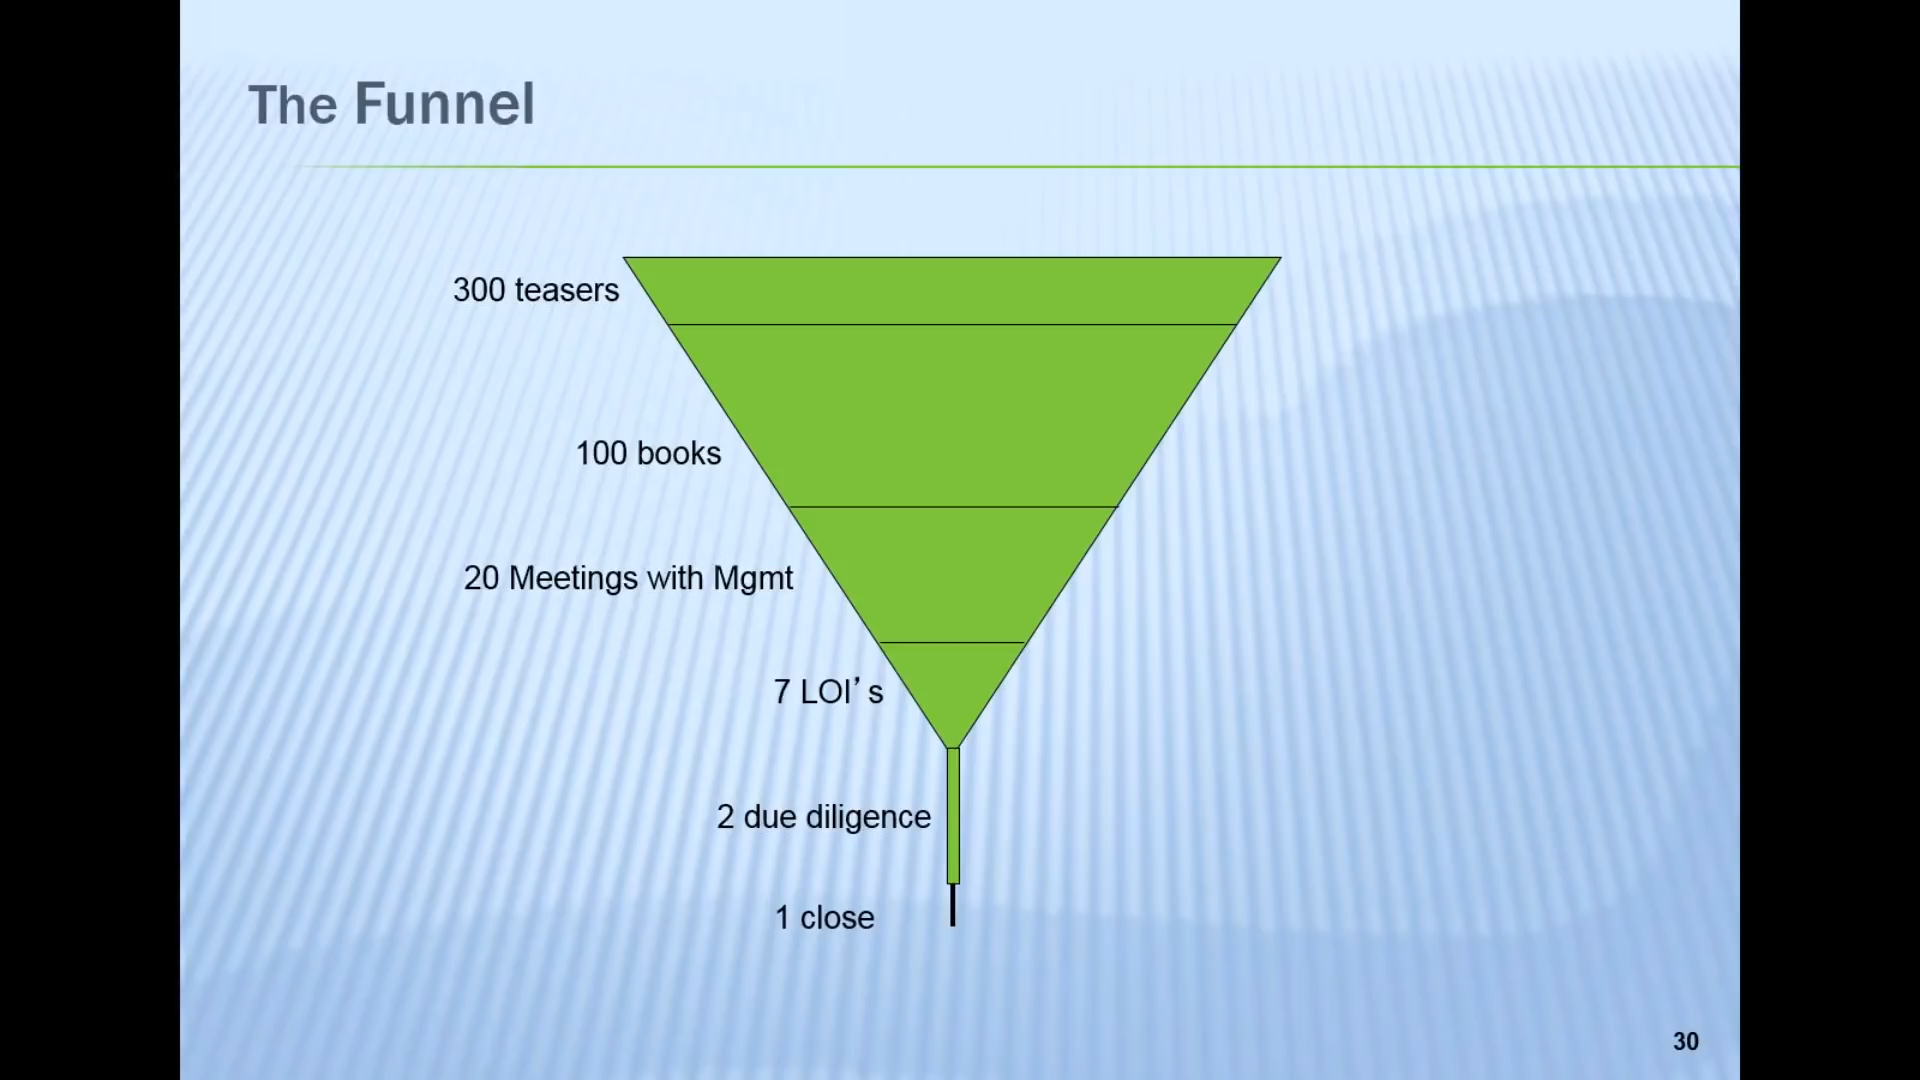 The Funnel
300 teasers
100 books
20 Meetings with Mgmt
7 LOI’s
2 due diligence
1 close
30